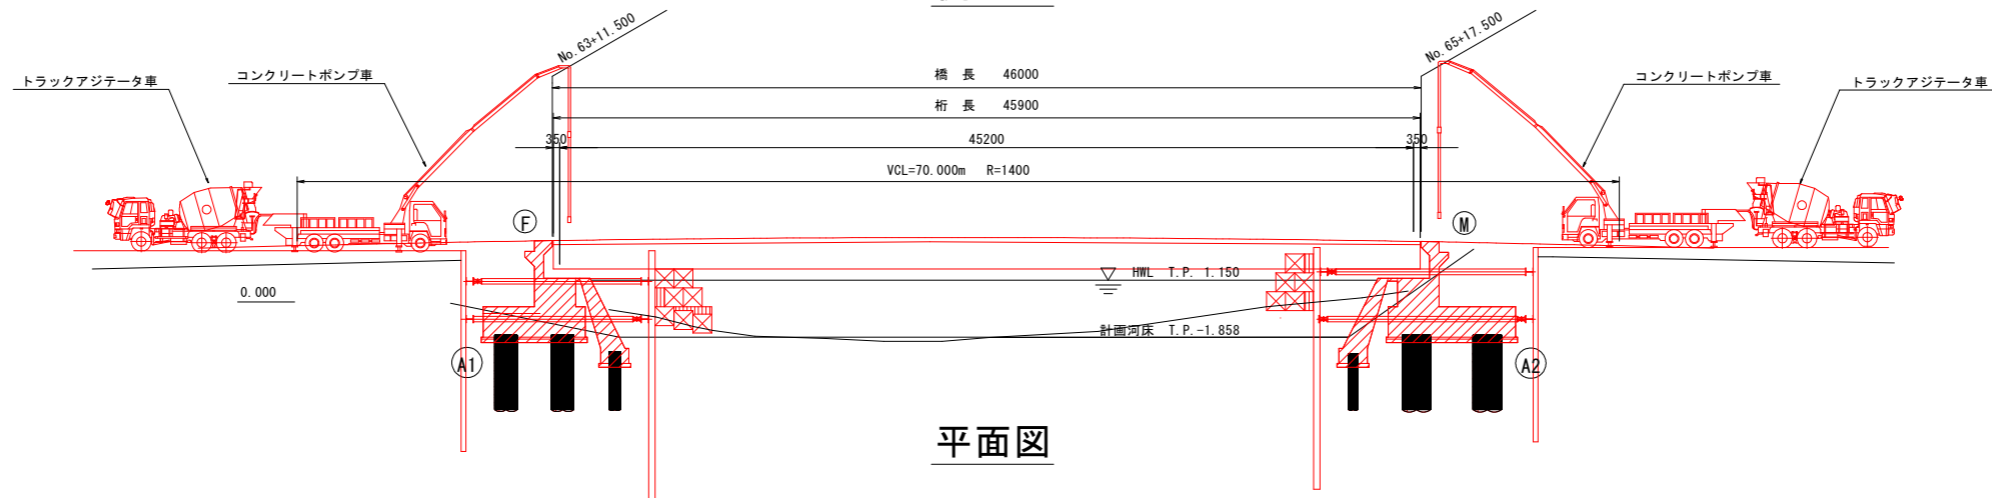 No.63+11.500
No.65+17.500
トラックアジテータ車
コンクリートポンプ車
橋 長 46000
コンクリートポンプ車
トラックアジテータ車
桁 長 45900
350
45200
350
VCL=70.000m R=1400
F
M
HWL T.P. 1.150
0.000
計画河床 T.P.-1.858
A1
A2
平面図